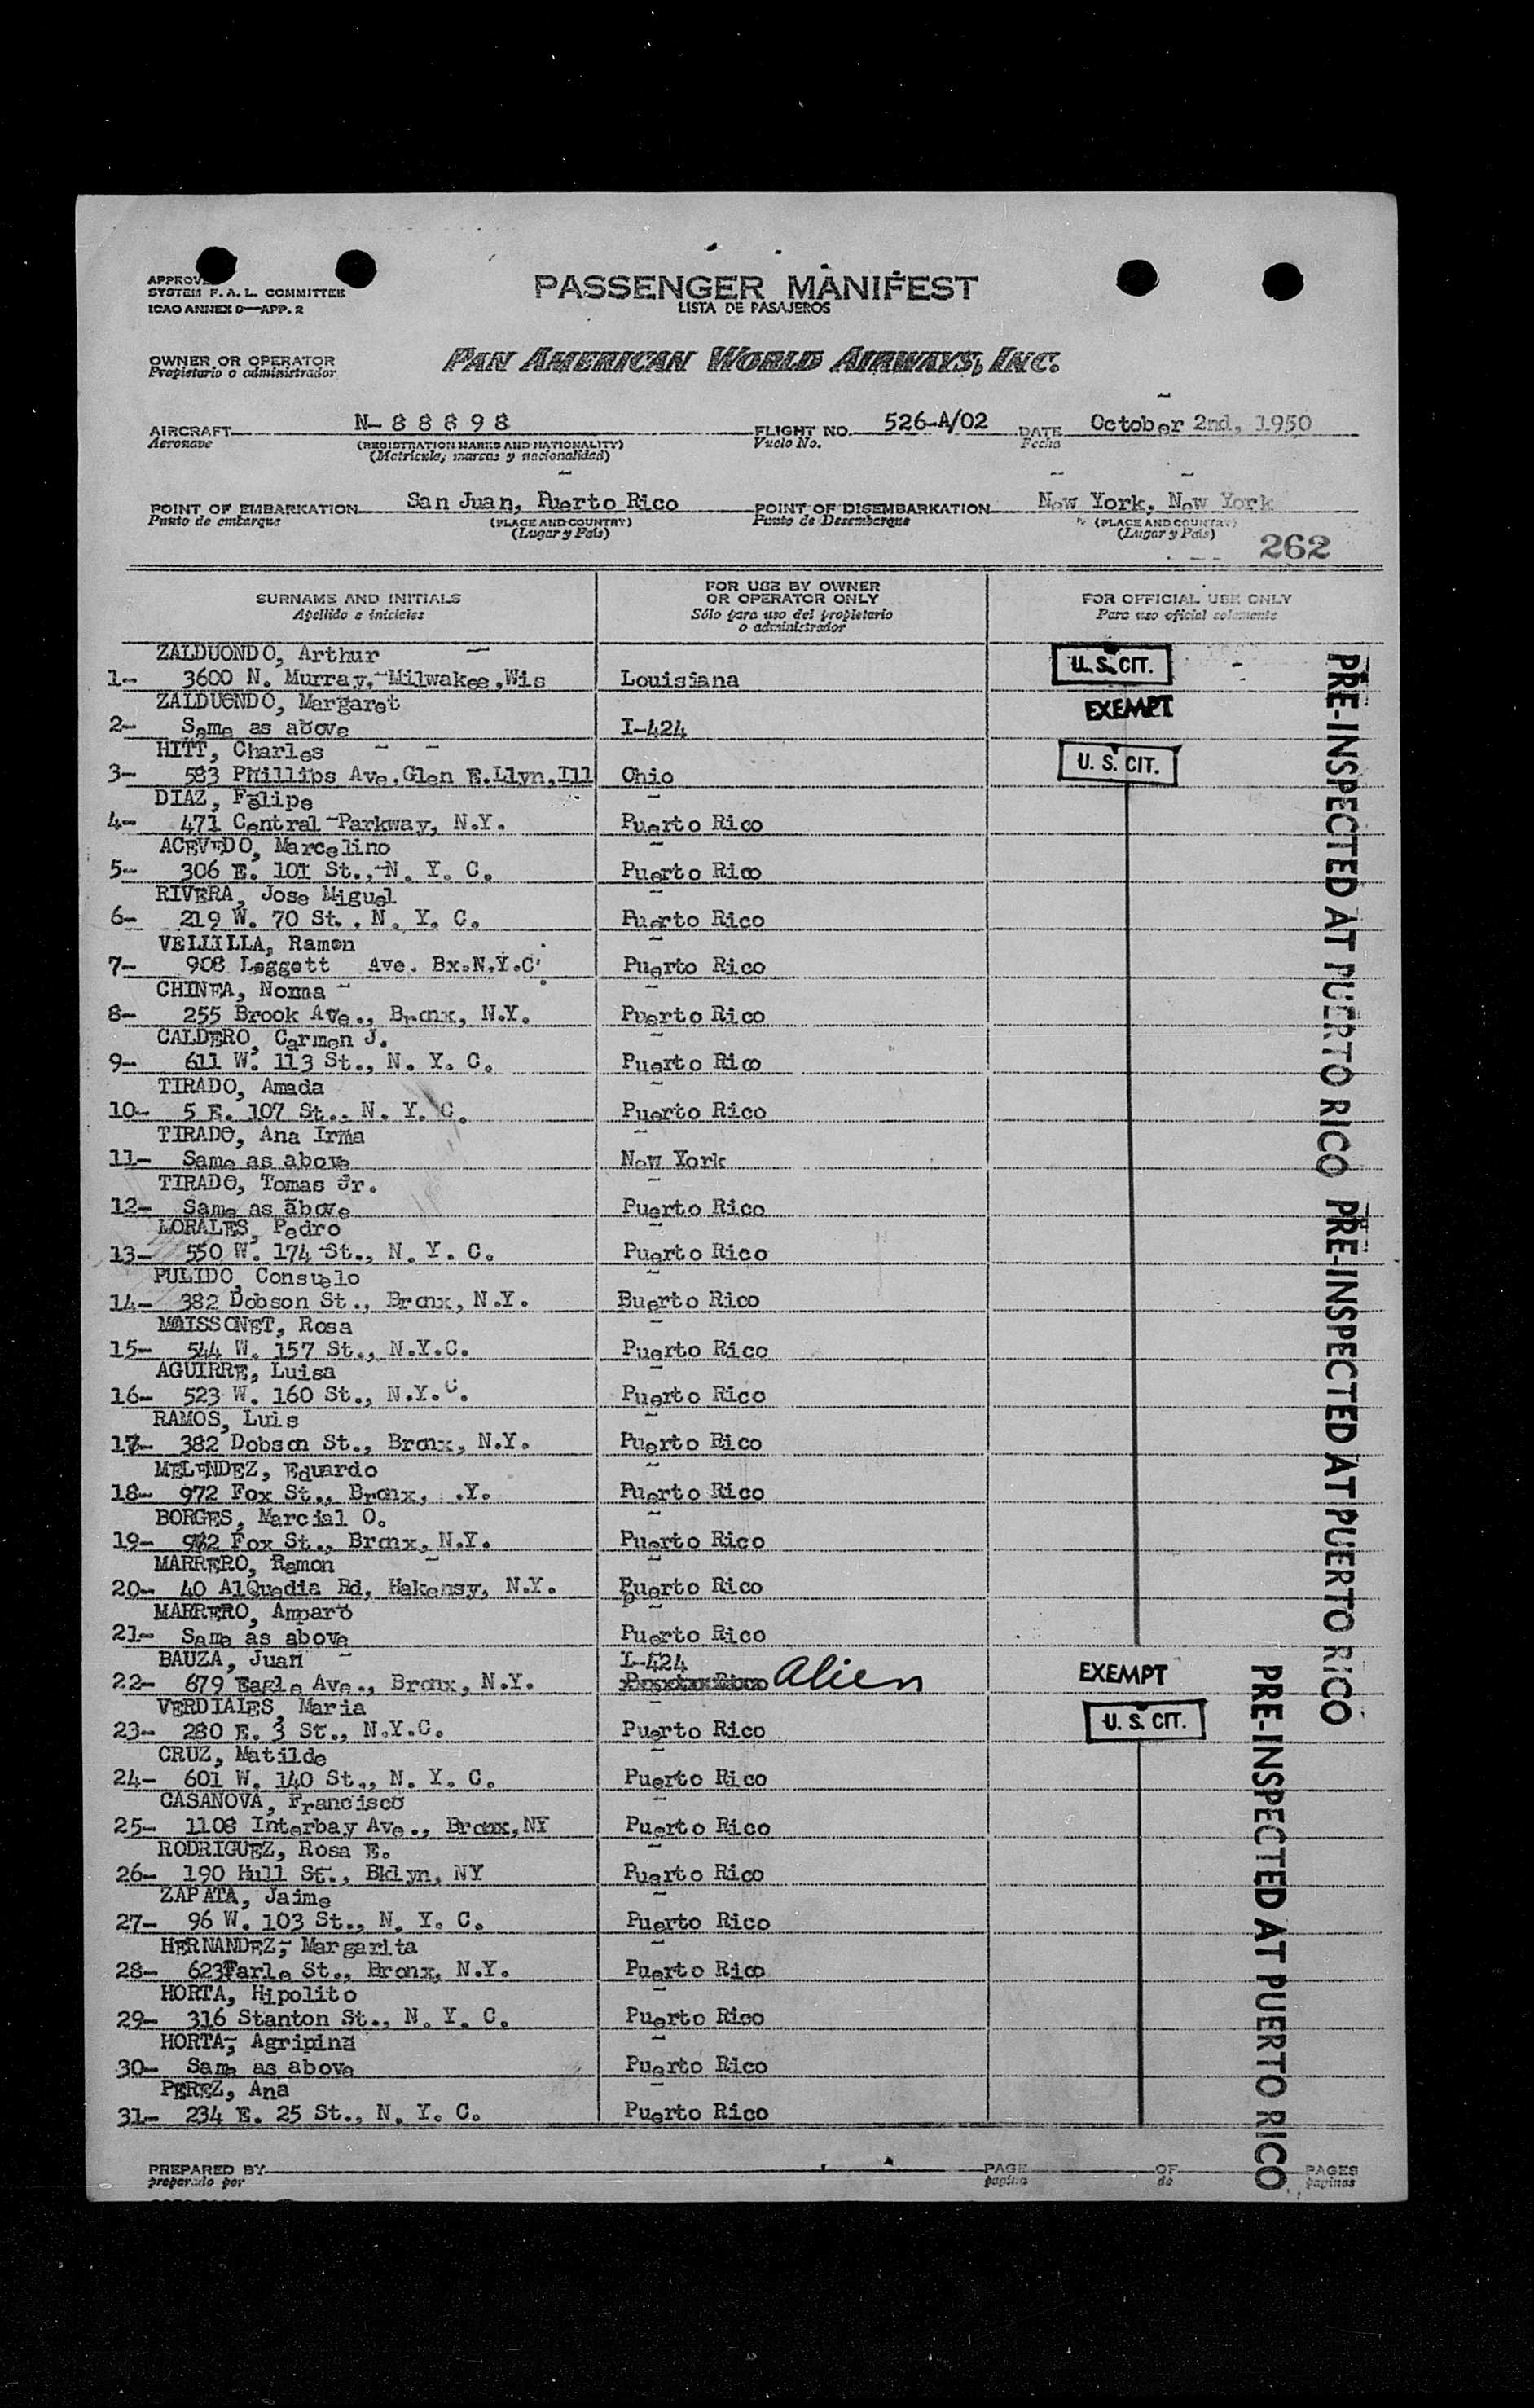 APPROVE
SYSTEM F. A. L. COMMITTEE
ICAO ANNEX 9—APP. 2
PASSENGER MANIFEST
LISTA DE PASAJEROS
OWNER OR OPERATOR
Propietario o administrador
PAN AMERICAN WORLD AIRWAYS, INC.
AIRCRAFT N-88898 FLIGHT NO. 526-A/02 DATE October 2nd, 1950
Aeronave (REGISTRATION MARKS AND NATIONALITY) Vuelo No. Fecha
(Matrícula, marcas y nacionalidad)
POINT OF EMBARKATION San Juan, Puerto Rico POINT OF DISEMBARKATION New York, New York
Punto de embarque (PLACE AND COUNTRY) Punto de Desembarque (PLACE AND COUNTRY)
(Lugar y País) (Lugar y País)
262
SURNAME AND INITIALS FOR USE BY OWNER OR OPERATOR ONLY FOR OFFICIAL USE ONLY
Apellido e iniciales Sólo para uso del propietario o administrador Para uso oficial solamente
ZALDUONDO, Arthur
1- 3600 N. Murray, Milwakee, Wis Louisiana U. S. CIT.
ZALDUONDO, Margaret
2- Same as above I-424 EXEMPT
HITT, Charles
3- 583 Phillips Ave. Glen E.Llyn, Ill Ohio U. S. CIT.
DIAZ, Felipe
4- 471 Central Parkway, N.Y. Puerto Rico
ACEVEDO, Marcelino
5- 306 E. 101 St., N. Y. C. Puerto Rico
RIVERA, Jose Miguel
6- 219 W. 70 St., N. Y. C. Puerto Rico
VELLILLA, Ramon
7- 908 Leggett Ave. Bx.N.Y.C. Puerto Rico
CHINEA, Norma
8- 255 Brook Ave., Bronx, N.Y. Puerto Rico
CALDERO, Carmen J.
9- 611 W. 113 St., N. Y. C. Puerto Rico
TIRADO, Amada
10- 5 E. 107 St., N. Y. C. Puerto Rico
TIRADO, Ana Irma
11- Same as above New York
TIRADO, Tomas Jr.
12- Same as above Puerto Rico
LORALES, Pedro
13- 550 W. 174 St., N. Y. C. Puerto Rico
PULIDO, Consuelo
14- 382 Dobson St., Bronx, N.Y. Buerto Rico
MOISSONET, Rosa
15- 544 W. 157 St., N.Y.C. Puerto Rico
AGUIRRE, Luisa
16- 523 W. 160 St., N.Y.C. Puerto Rico
RAMOS, Luis
17- 382 Dobson St., Bronx, N.Y. Puerto Rico
MELENDEZ, Eduardo
18- 972 Fox St., Bronx, .Y. Puerto Rico
BORGES, Marcial O.
19- 972 Fox St., Bronx, N.Y. Puerto Rico
MARRERO, Ramon
20- 40 AlQuadia Rd, Hakensy, N.Y. Puerto Rico
MARRERO, Amparo
21- Same as above Puerto Rico
BAUZA, Juan I-424
22- 679 Eagle Ave., Bronx, N.Y. Alien EXEMPT
VERDIALES, Maria
23- 280 E. 3 St., N.Y.C. Puerto Rico U. S. CIT.
CRUZ, Matilde
24- 601 W. 140 St., N. Y. C. Puerto Rico
CASANOVA, Francisco
25- 1108 Interbay Ave., Bronx, NY Puerto Rico
RODRIGUEZ, Rosa E.
26- 190 Hull St., Bklyn, NY Puerto Rico
ZAPATA, Jaime
27- 96 W. 103 St., N. Y. C. Puerto Rico
HERNANDEZ, Margarita
28- 623Tarle St., Bronx, N.Y. Puerto Rico
HORTA, Hipolito
29- 316 Stanton St., N. Y. C. Puerto Rico
HORTA, Agripina
30- Same as above Puerto Rico
PEREZ, Ana
31- 234 E. 25 St., N. Y. C. Puerto Rico
PREPARED BY PAGE OF PAGES
preparado por pagina de paginas
PRE-INSPECTED AT PUERTO RICO
PRE-INSPECTED AT PUERTO RICO
PRE-INSPECTED AT PUERTO RICO